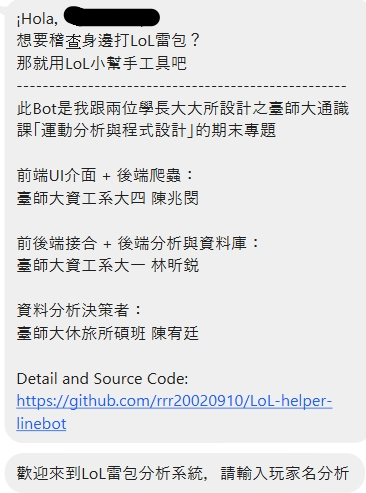 ¡Hola,
想要稽查身邊打LoL雷包？
那就用LoL小幫手工具吧
------------------------------------------------
此Bot是我跟兩位學長大大所設計之臺師大通識
課「運動分析與程式設計」的期末專題
前端UI介面 + 後端爬蟲：
臺師大資工系大四 陳兆閔
前後端接合 + 後端分析與資料庫：
臺師大資工系大一 林昕鋭
資料分析決策者：
臺師大休旅所碩班 陳宥廷
Detail and Source Code:
https://github.com/rrr20020910/LoL-helper-
linebot
歡迎來到LoL雷包分析系統，請輸入玩家名分析